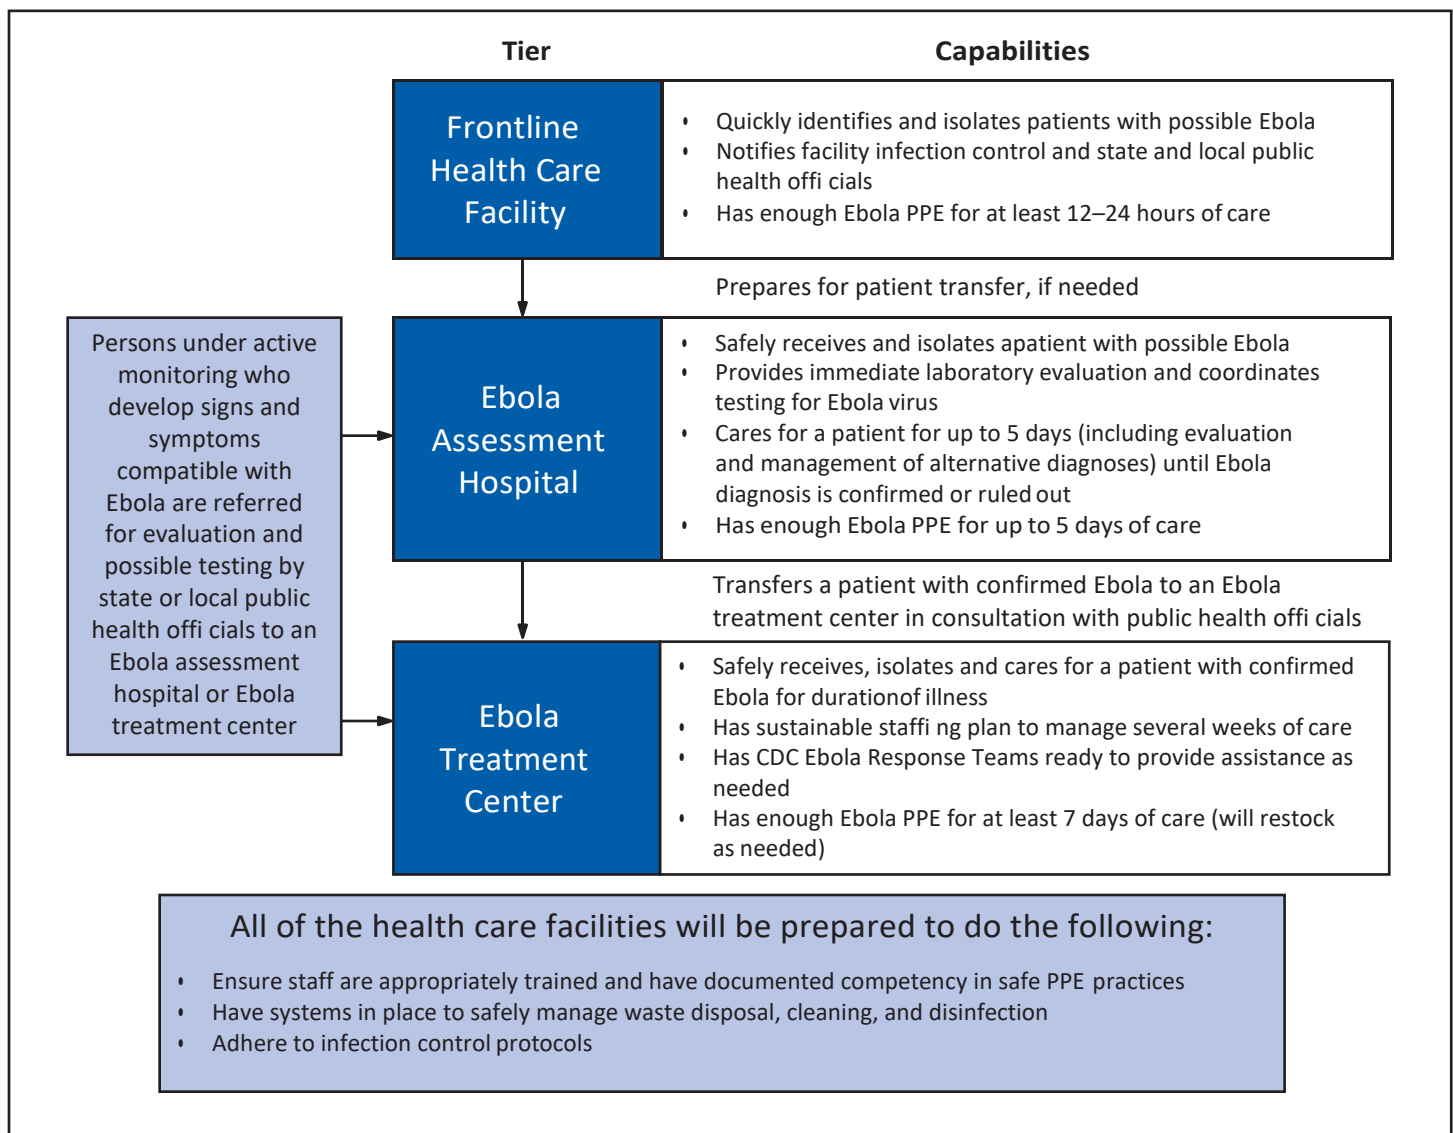 Tier
Capabilities
Frontline
Health Care
Facility
• Quickly identifies and isolates patients with possible Ebola
• Notifies facility infection control and state and local public
health offi cials
• Has enough Ebola PPE for at least 12–24 hours of care
Prepares for patient transfer, if needed
Persons under active
monitoring who
develop signs and
symptoms
compatible with
Ebola are referred
for evaluation and
possible testing by
state or local public
health offi cials to an
Ebola assessment
hospital or Ebola
treatment center
Ebola
Assessment
Hospital
• Safely receives and isolates apatient with possible Ebola
• Provides immediate laboratory evaluation and coordinates
testing for Ebola virus
• Cares for a patient for up to 5 days (including evaluation
and management of alternative diagnoses) until Ebola
diagnosis is confirmed or ruled out
• Has enough Ebola PPE for up to 5 days of care
Transfers a patient with confirmed Ebola to an Ebola
treatment center in consultation with public health offi cials
Ebola
Treatment
Center
• Safely receives, isolates and cares for a patient with confirmed
Ebola for durationof illness
• Has sustainable staffi ng plan to manage several weeks of care
• Has CDC Ebola Response Teams ready to provide assistance as
needed
• Has enough Ebola PPE for at least 7 days of care (will restock
as needed)
All of the health care facilities will be prepared to do the following:
• Ensure staff are appropriately trained and have documented competency in safe PPE practices
• Have systems in place to safely manage waste disposal, cleaning, and disinfection
• Adhere to infection control protocols